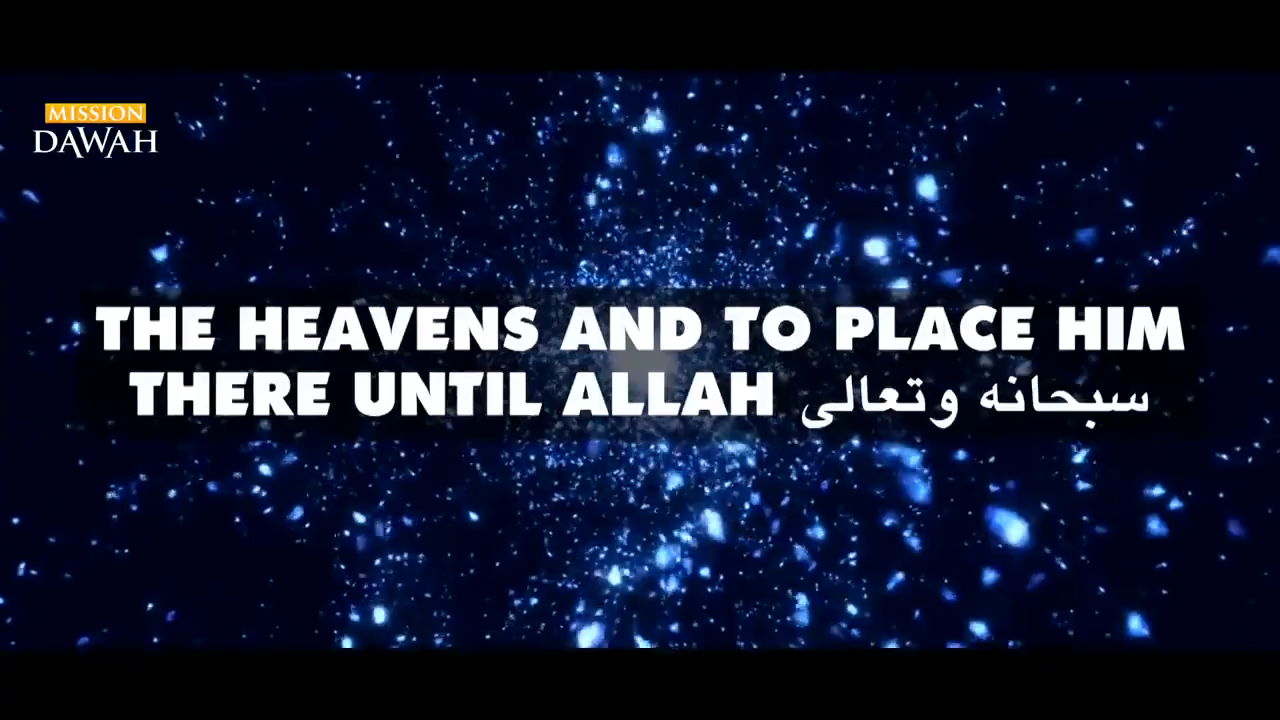 MISSION
DAWAH
THE HEAVENS AND TO PLACE HIM
THERE UNTIL ALLAH سبحانه وتعالى